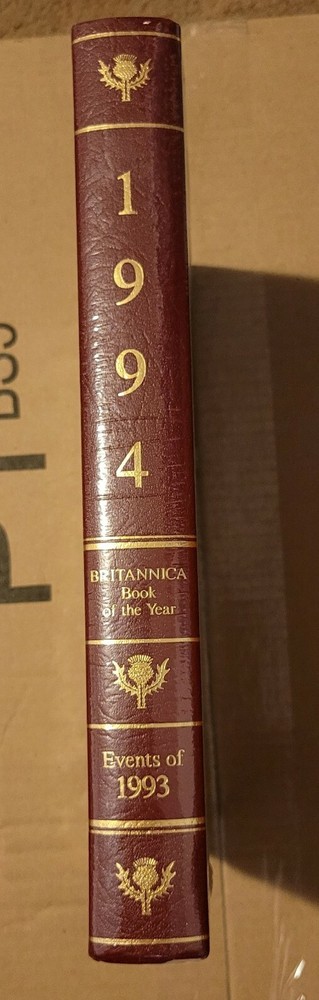 1
9
9
4
BRITANNICA
Book
of the Year
Events of
1993